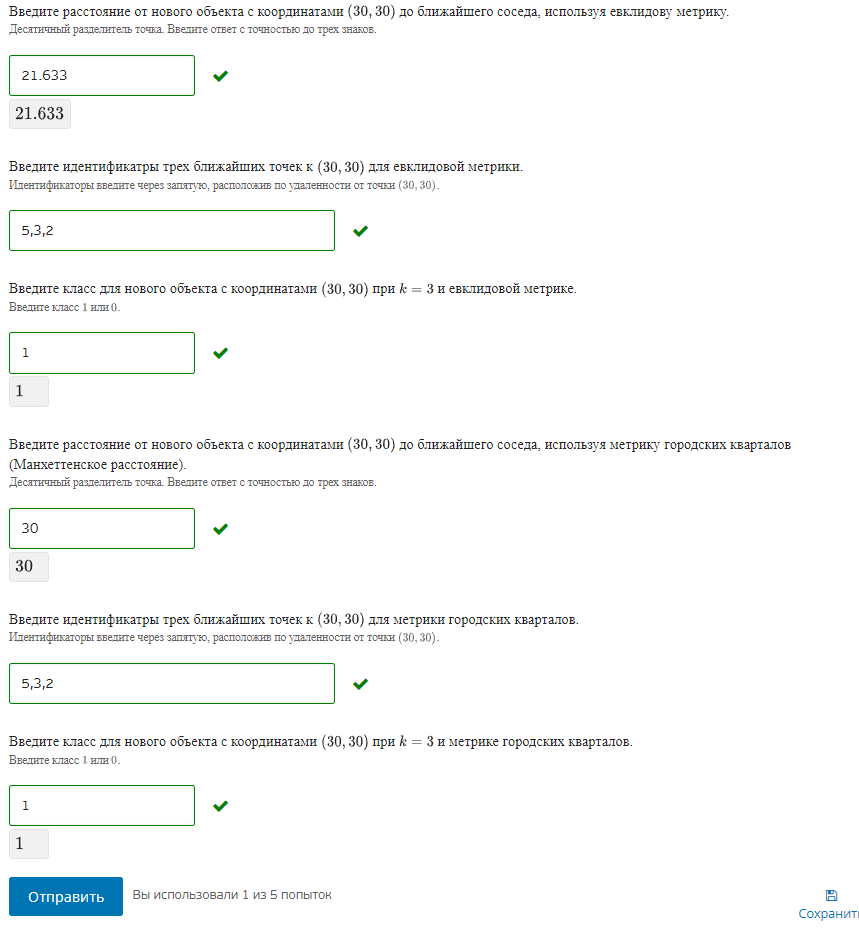 Введите расстояние от нового объекта с координатами (30, 30) до ближайшего соседа, используя евклидову метрику.
Десятичный разделитель точка. Введите ответ с точностью до трех знаков.
21.633
21.633
Введите идентификатры трех ближайших точек к (30, 30) для евклидовой метрики.
Идентификаторы введите через запятую, расположив по удаленности от точки (30, 30).
5,3,2
Введите класс для нового объекта с координатами (30, 30) при k = 3 и евклидовой метрике.
Введите класс 1 или 0.
1
1
Введите расстояние от нового объекта с координатами (30, 30) до ближайшего соседа, используя метрику городских кварталов
(Манхеттенское расстояние).
Десятичный разделитель точка. Введите ответ с точностью до трех знаков.
30
30
Введите идентификатры трех ближайших точек к (30, 30) для метрики городских кварталов.
Идентификаторы введите через запятую, расположив по удаленности от точки (30, 30).
5,3,2
Введите класс для нового объекта с координатами (30, 30) при k = 3 и метрике городских кварталов.
Введите класс 1 или 0.
1
1
Отправить
Вы использовали 1 из 5 попыток
Сохранит